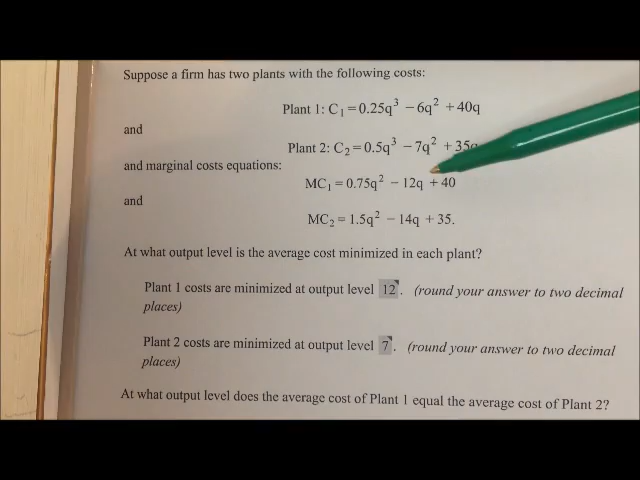 Suppose a firm has two plants with the following costs:
Plant 1: C₁ = 0.25q³ − 6q² + 40q
and
Plant 2: C₂ = 0.5q³ − 7q² + 35q
and marginal costs equations:
MC₁ = 0.75q² − 12q + 40
and
MC₂ = 1.5q² − 14q + 35.
At what output level is the average cost minimized in each plant?
Plant 1 costs are minimized at output level 12. (round your answer to two decimal
places)
Plant 2 costs are minimized at output level 7. (round your answer to two decimal
places)
At what output level does the average cost of Plant 1 equal the average cost of Plant 2?